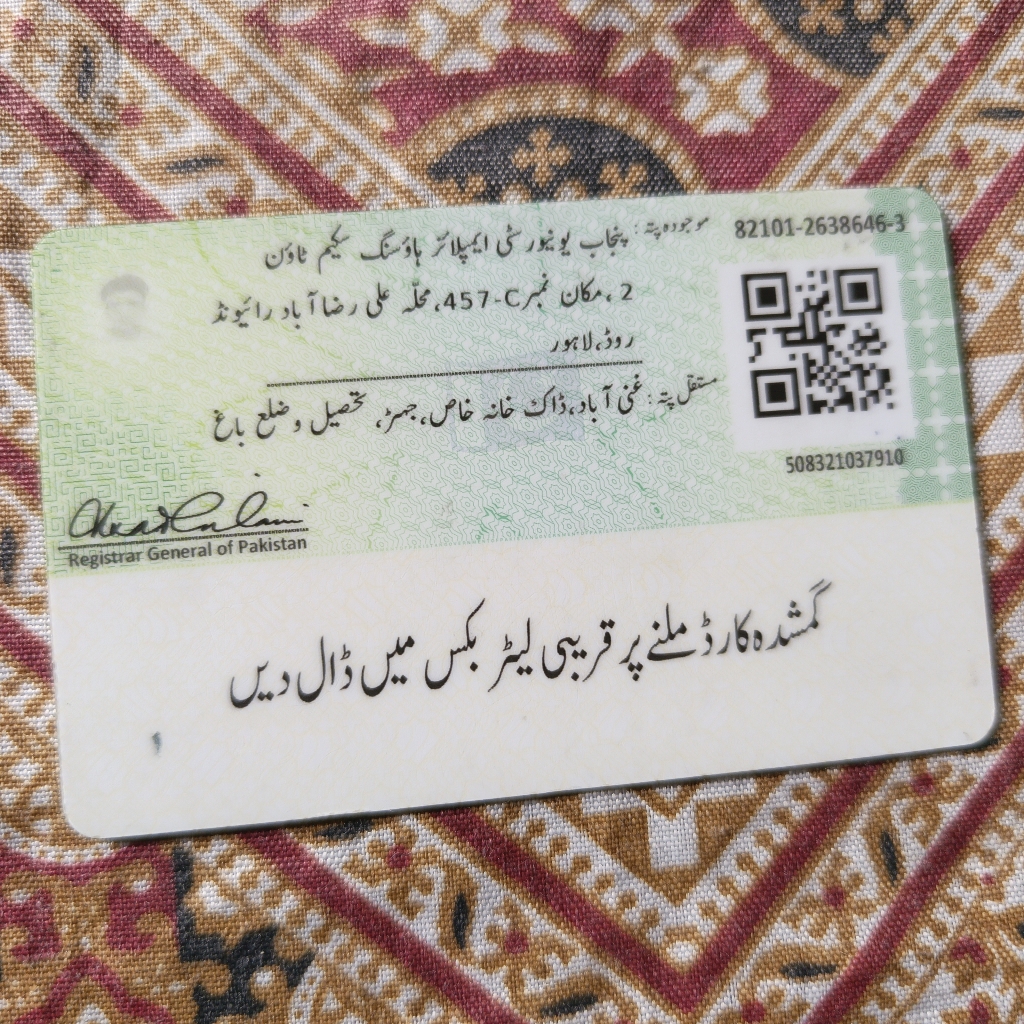 82101-2638646-3
موجودہ پتہ: پنجاب یونیورسٹی ایمپلائز ہاؤسنگ سکیم ٹاؤن
2 ،مکان نمبر 457-C، محلّہ علی رضا آباد رائیونڈ
روڈ،لاہور
مستقل پتہ: غنی آباد،ڈاک خانہ خاص، جہڑ، تحصیل و ضلع باغ
508321037910
Registrar General of Pakistan
گمشدہ کارڈ ملنے پر قریبی لیٹر بکس میں ڈال دیں